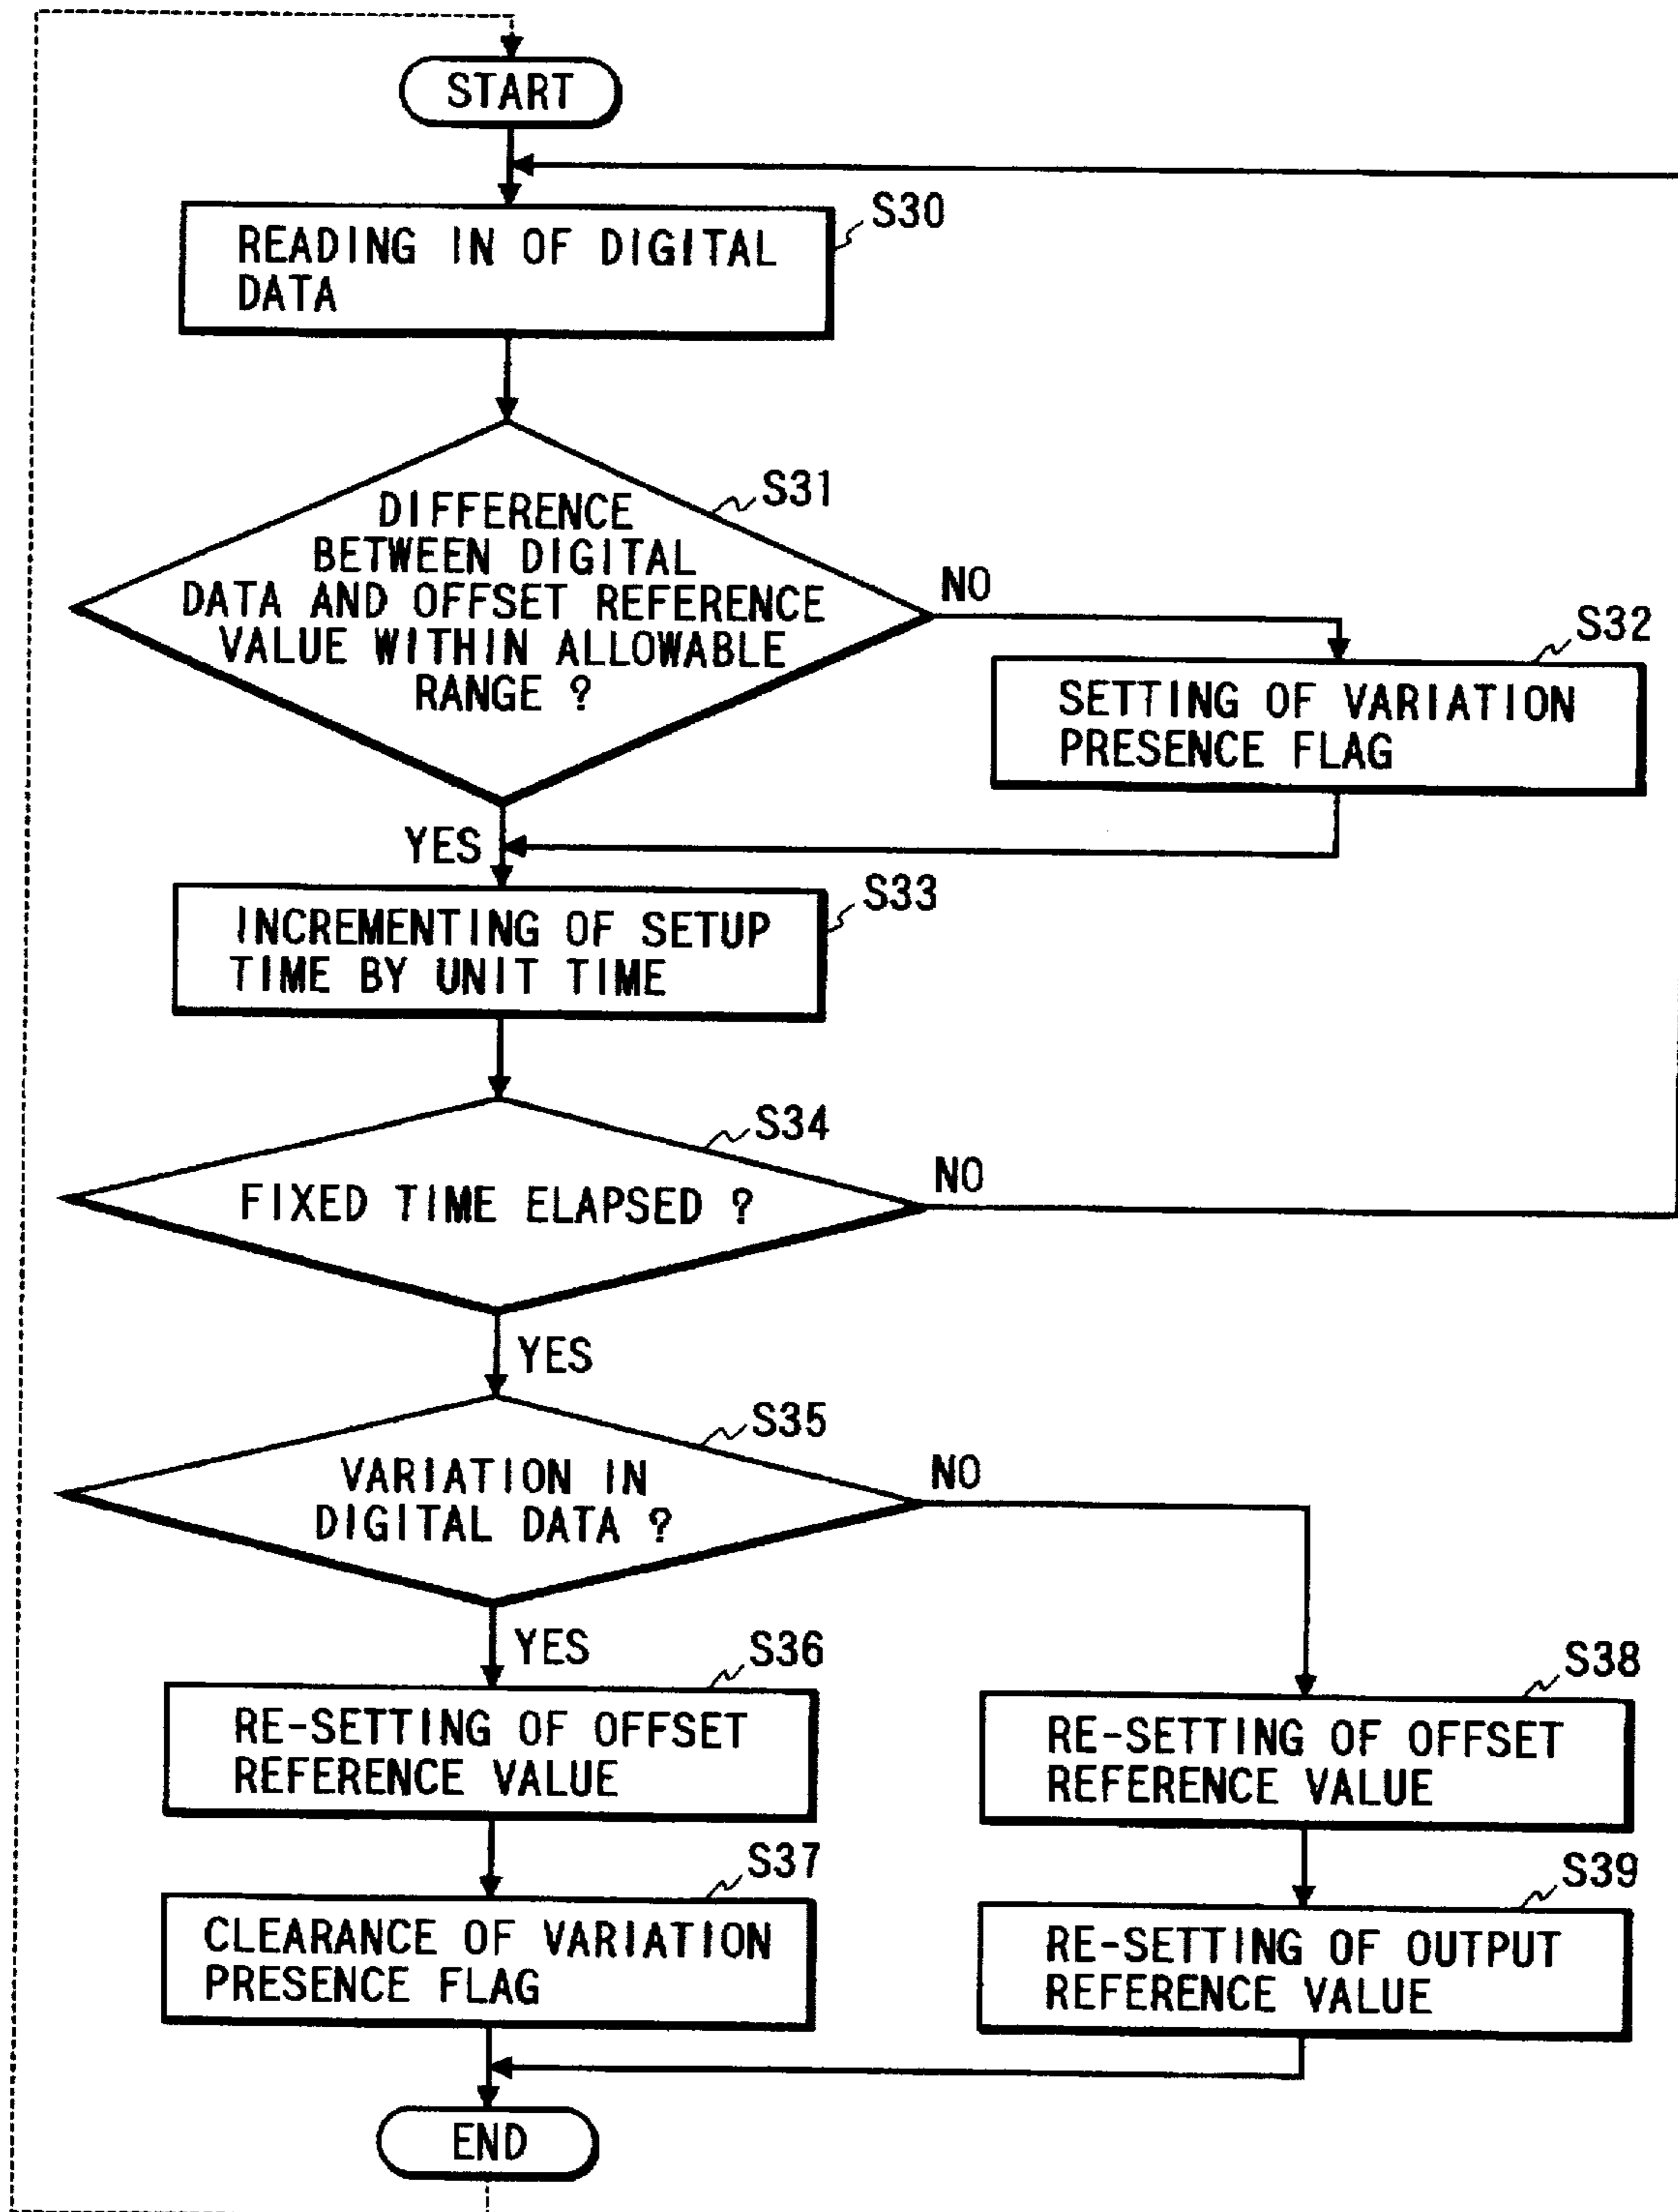 START
S30
READING IN OF DIGITAL
DATA
S31
DIFFERENCE
BETWEEN DIGITAL
DATA AND OFFSET REFERENCE
VALUE WITHIN ALLOWABLE
RANGE ?
NO
S32
SETTING OF VARIATION
PRESENCE FLAG
YES
S33
INCREMENTING OF SETUP
TIME BY UNIT TIME
S34
FIXED TIME ELAPSED ?
NO
YES
S35
VARIATION IN
DIGITAL DATA ?
NO
YES
S36
RE-SETTING OF OFFSET
REFERENCE VALUE
S38
RE-SETTING OF OFFSET
REFERENCE VALUE
S37
CLEARANCE OF VARIATION
PRESENCE FLAG
S39
RE-SETTING OF OUTPUT
REFERENCE VALUE
END